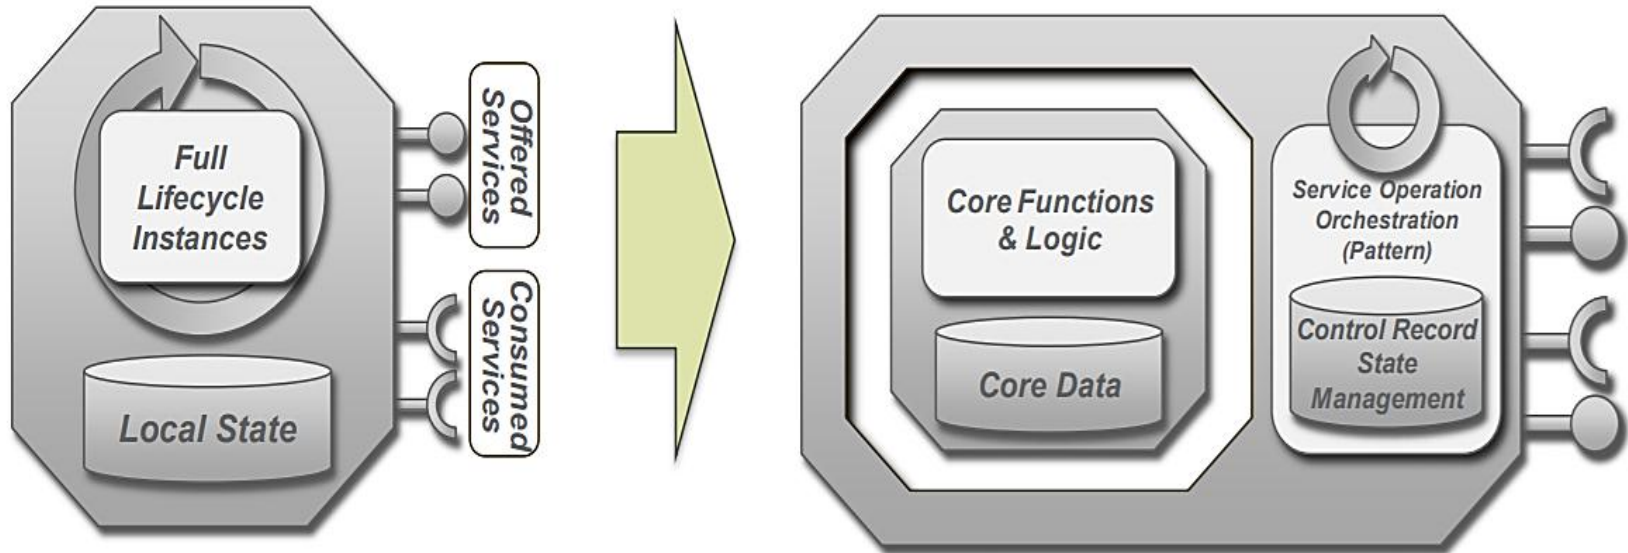 Full
Lifecycle
Instances
Local State
Offered
Services
Consumed
Services
Core Functions
& Logic
Core Data
Service Operation
Orchestration
(Pattern)
Control Record
State
Management